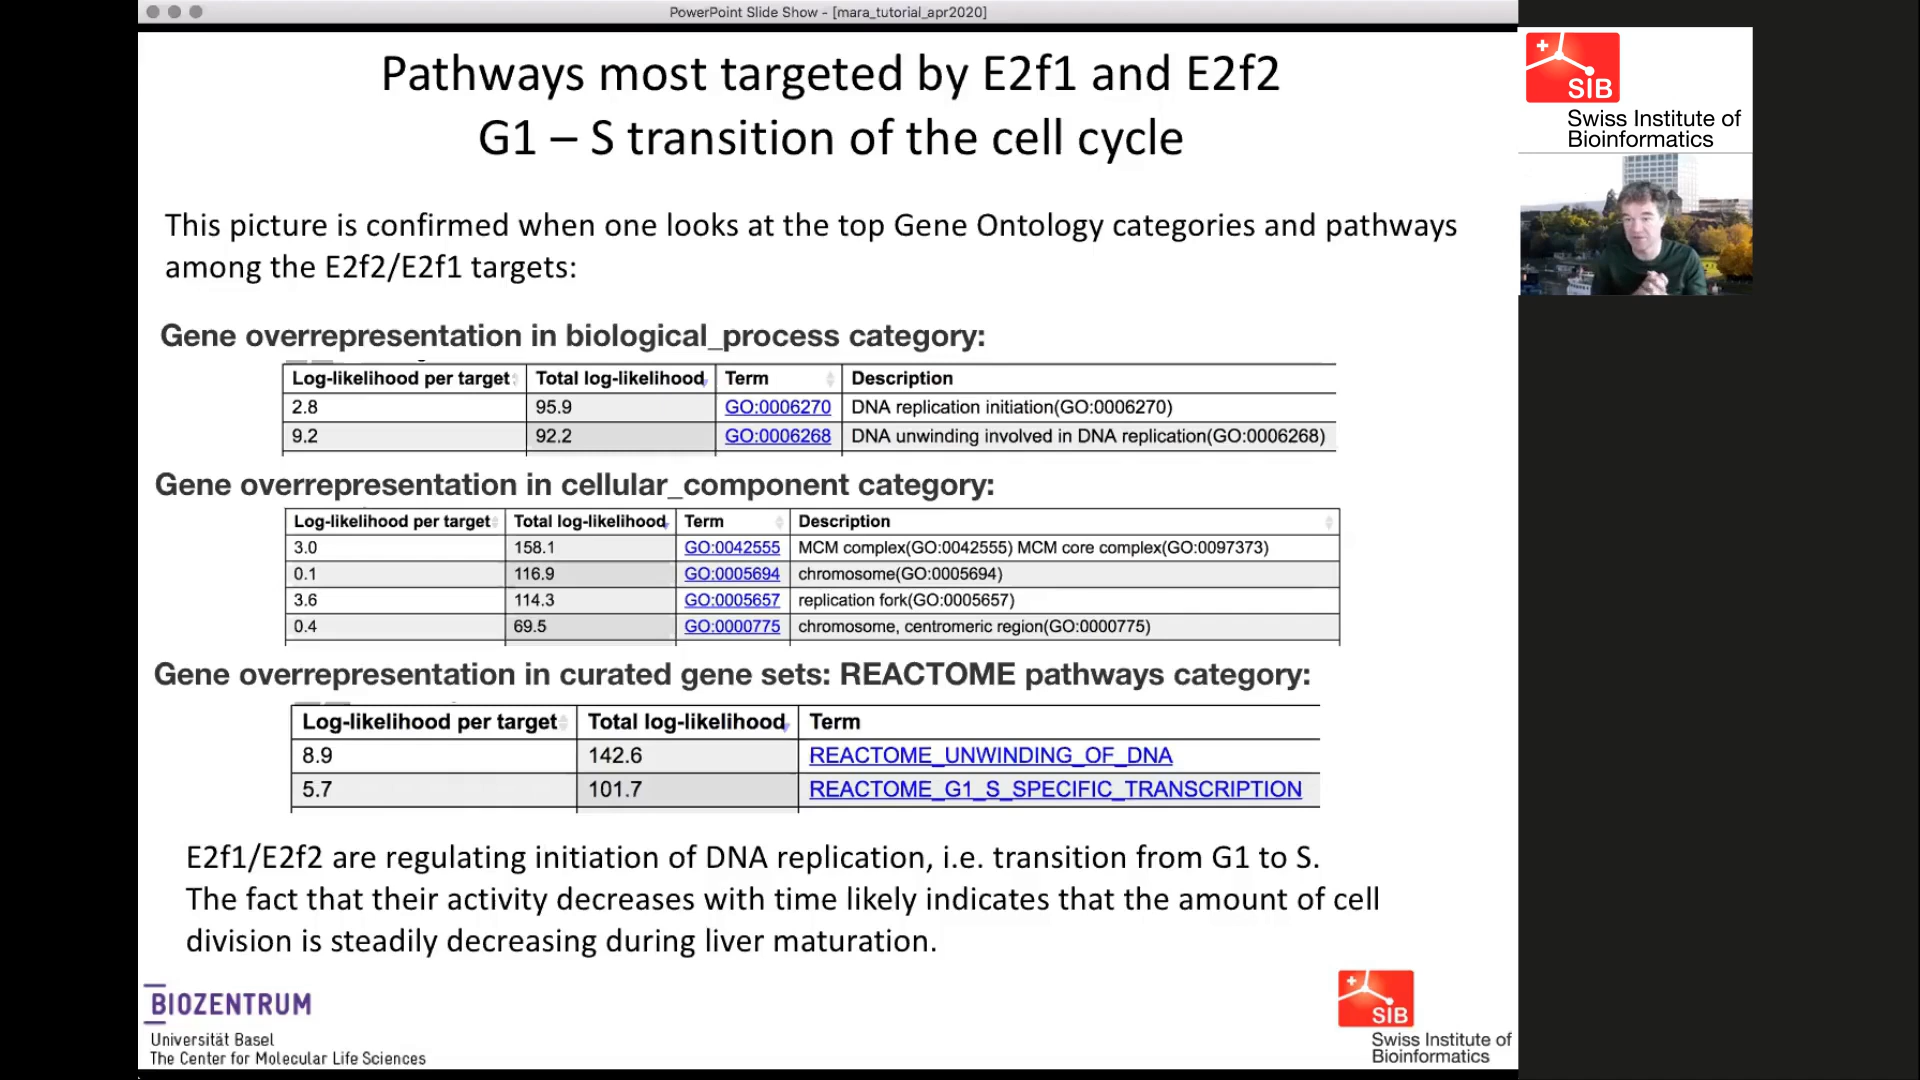 PowerPoint Slide Show - [mara_tutorial_apr2020]
Pathways most targeted by E2f1 and E2f2
G1 – S transition of the cell cycle
This picture is confirmed when one looks at the top Gene Ontology categories and pathways
among the E2f2/E2f1 targets:
Gene overrepresentation in biological_process category:
Log-likelihood per target Total log-likelihood Term Description
2.8 95.9 GO:0006270 DNA replication initiation(GO:0006270)
9.2 92.2 GO:0006268 DNA unwinding involved in DNA replication(GO:0006268)
Gene overrepresentation in cellular_component category:
Log-likelihood per target Total log-likelihood Term Description
3.0 158.1 GO:0042555 MCM complex(GO:0042555) MCM core complex(GO:0097373)
0.1 116.9 GO:0005694 chromosome(GO:0005694)
3.6 114.3 GO:0005657 replication fork(GO:0005657)
0.4 69.5 GO:0000775 chromosome, centromeric region(GO:0000775)
Gene overrepresentation in curated gene sets: REACTOME pathways category:
Log-likelihood per target Total log-likelihood Term
8.9 142.6 REACTOME_UNWINDING_OF_DNA
5.7 101.7 REACTOME_G1_S_SPECIFIC_TRANSCRIPTION
E2f1/E2f2 are regulating initiation of DNA replication, i.e. transition from G1 to S.
The fact that their activity decreases with time likely indicates that the amount of cell
division is steadily decreasing during liver maturation.
BIOZENTRUM
Universität Basel
The Center for Molecular Life Sciences
SIB
Swiss Institute of
Bioinformatics
SIB
Swiss Institute of
Bioinformatics